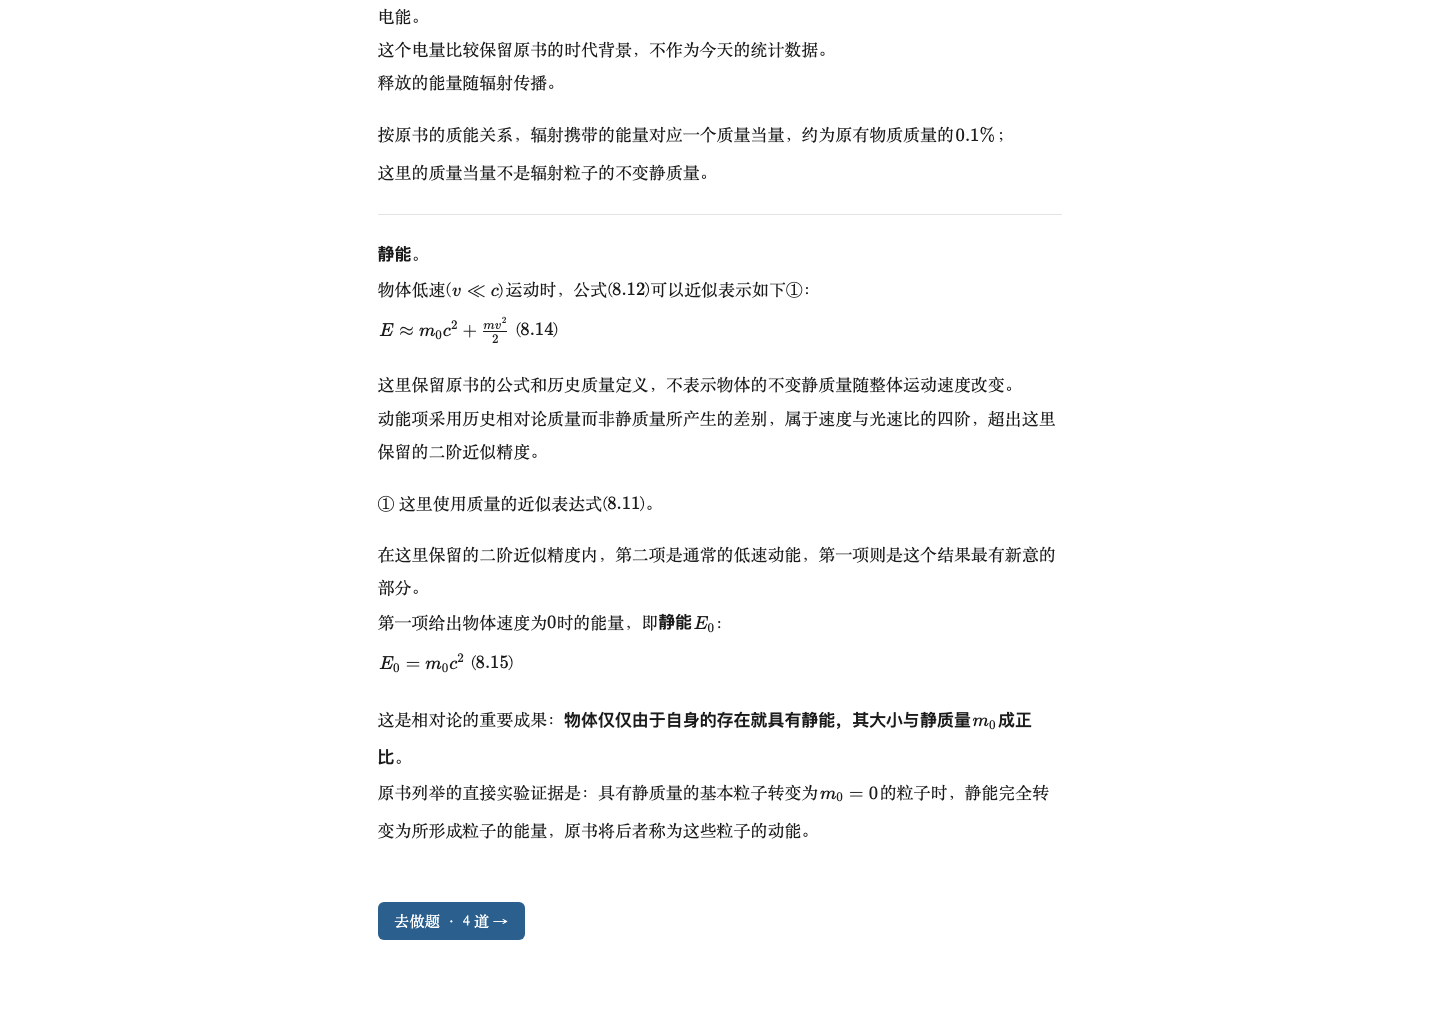 电能。
这个电量比较保留原书的时代背景，不作为今天的统计数据。
释放的能量随辐射传播。
按原书的质能关系，辐射携带的能量对应一个质量当量，约为原有物质质量的0.1%；
这里的质量当量不是辐射粒子的不变静质量。
静能。
物体低速(v ≪ c)运动时，公式(8.12)可以近似表示如下①：
E ≈ m₀c² + mv²/2 (8.14)
这里保留原书的公式和历史质量定义，不表示物体的不变静质量随整体运动速度改变。
动能项采用历史相对论质量而非静质量所产生的差别，属于速度与光速比的四阶，超出这里
保留的二阶近似精度。
① 这里使用质量的近似表达式(8.11)。
在这里保留的二阶近似精度内，第二项是通常的低速动能，第一项则是这个结果最有新意的
部分。
第一项给出物体速度为0时的能量，即静能E₀：
E₀ = m₀c² (8.15)
这是相对论的重要成果：物体仅仅由于自身的存在就具有静能，其大小与静质量m₀成正
比。
原书列举的直接实验证据是：具有静质量的基本粒子转变为m₀ = 0的粒子时，静能完全转
变为所形成粒子的能量，原书将后者称为这些粒子的动能。
去做题 · 4 道 →